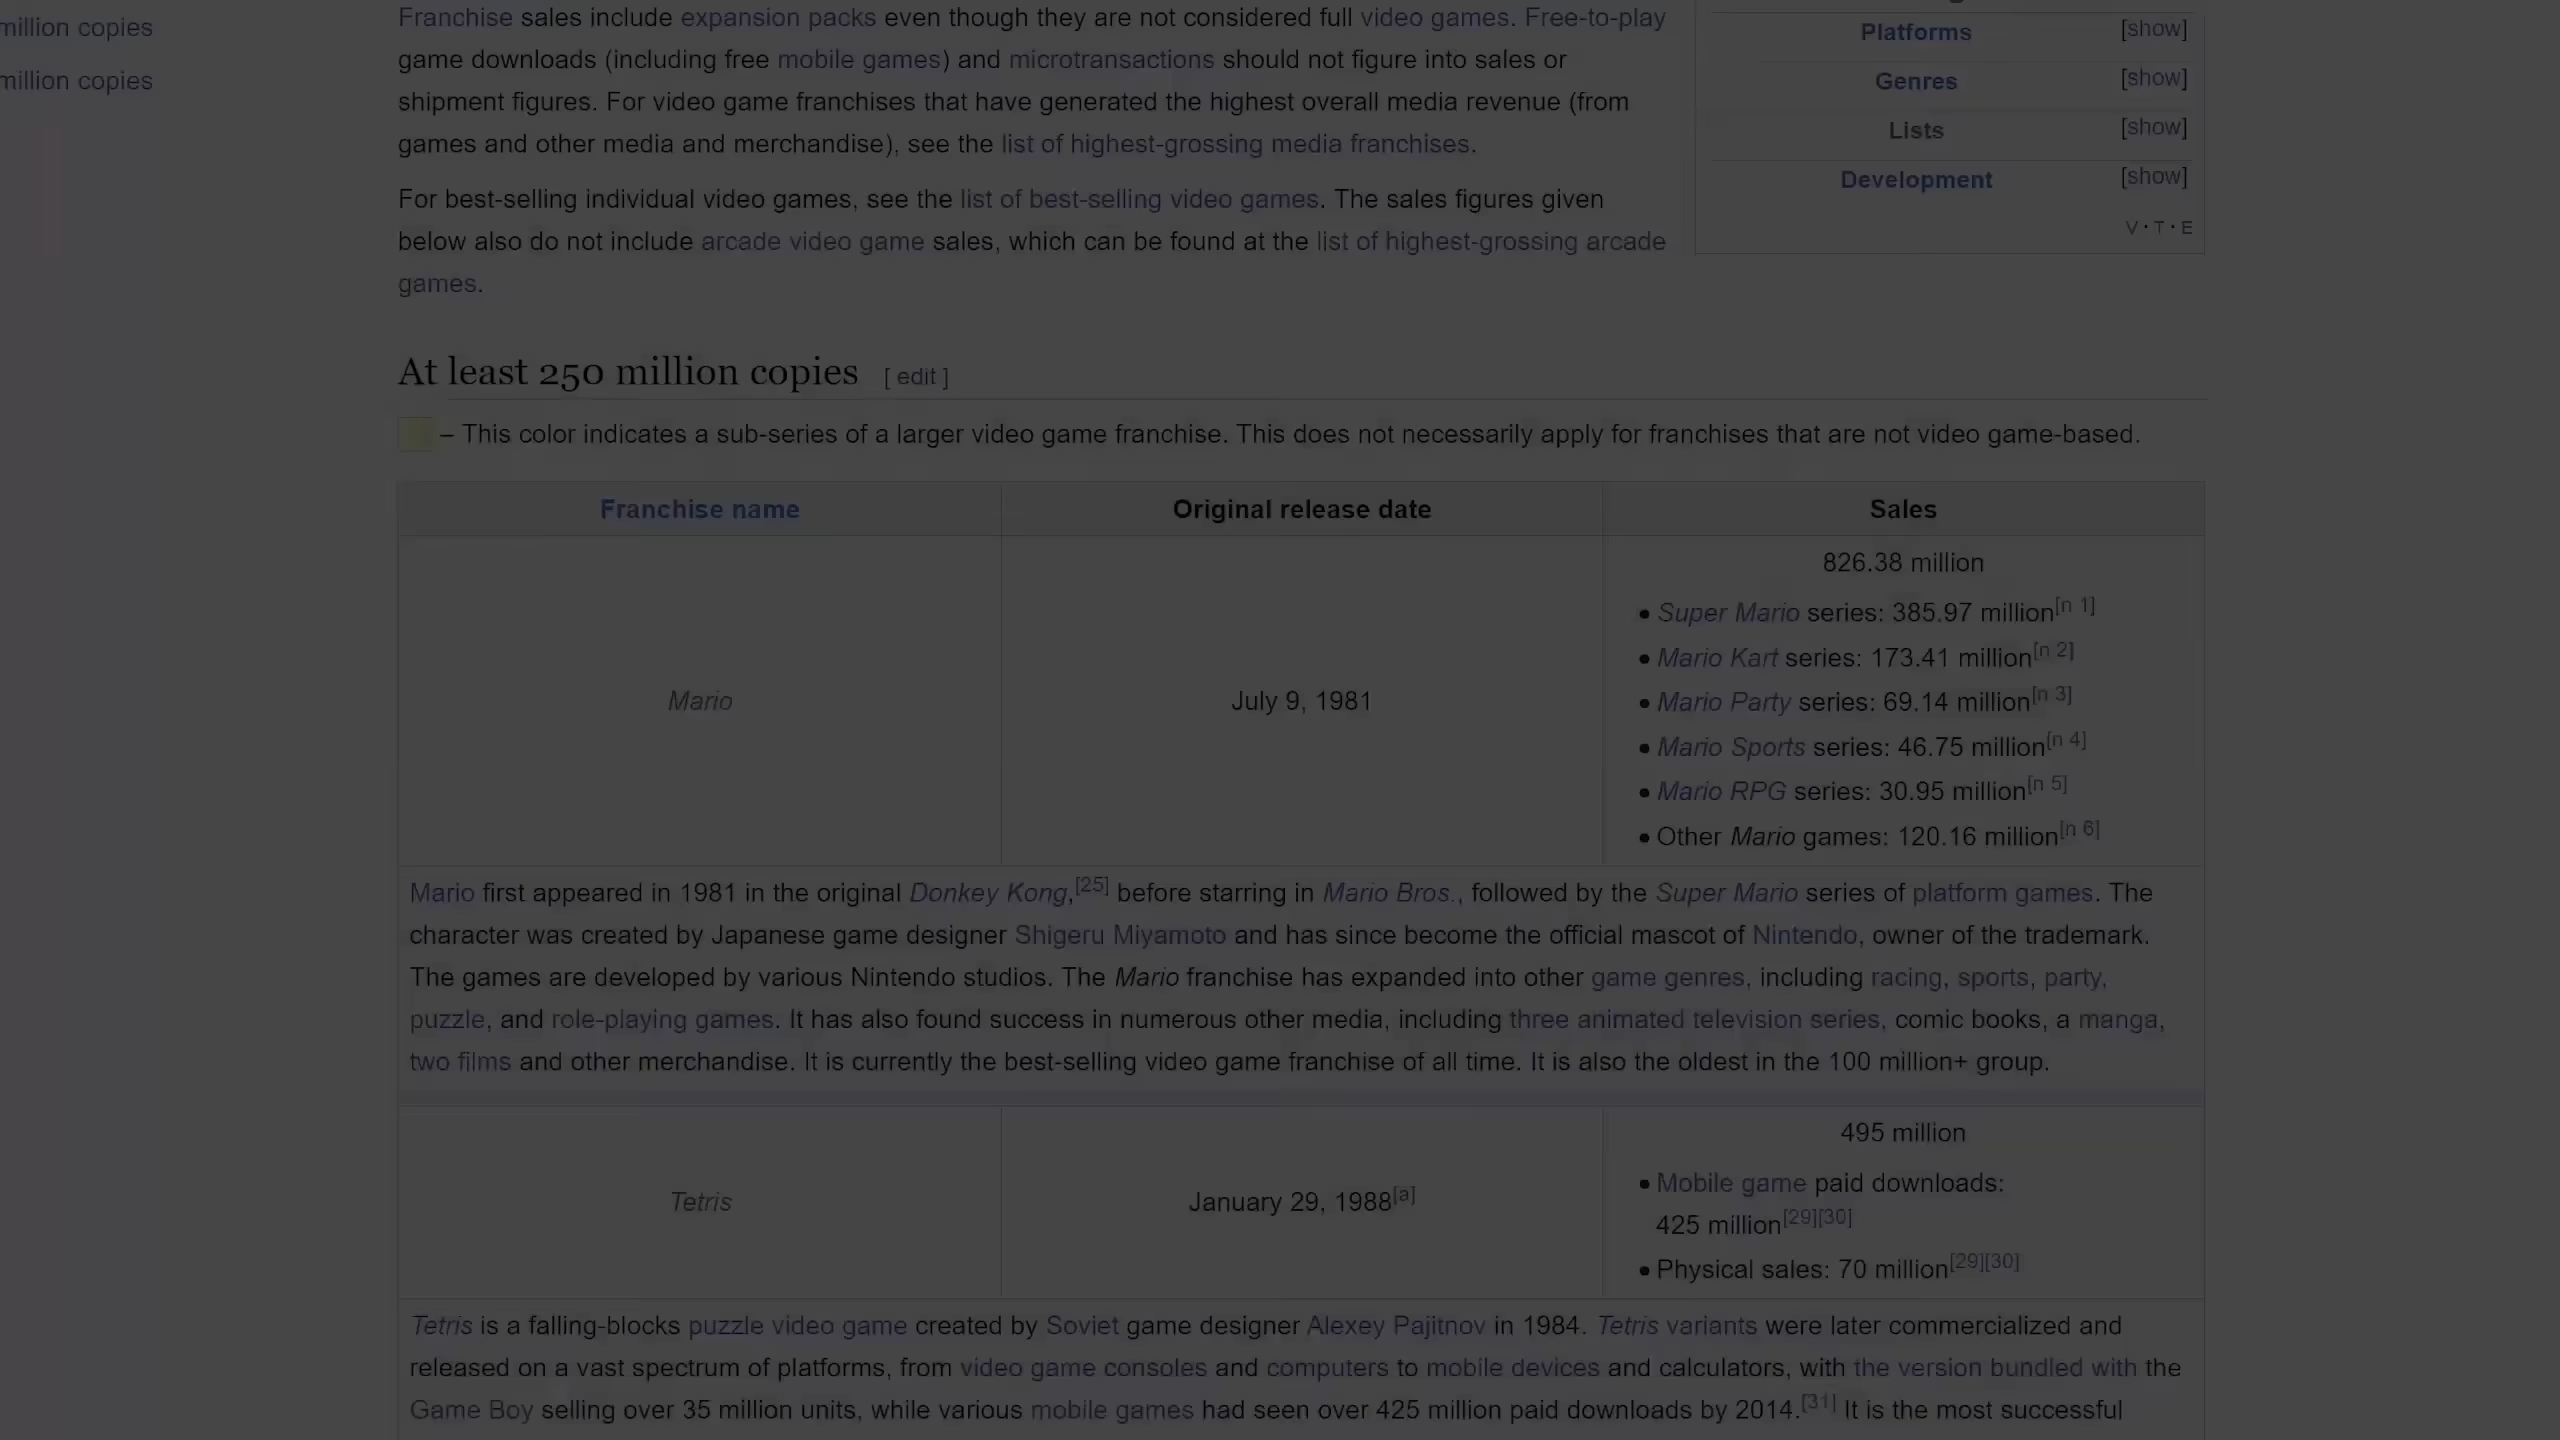 million copies
million copies
Franchise sales include expansion packs even though they are not considered full video games. Free-to-play
game downloads (including free mobile games) and microtransactions should not figure into sales or
shipment figures. For video game franchises that have generated the highest overall media revenue (from
games and other media and merchandise), see the list of highest-grossing media franchises.
For best-selling individual video games, see the list of best-selling video games. The sales figures given
below also do not include arcade video game sales, which can be found at the list of highest-grossing arcade
games.
Platforms [show]
Genres [show]
Lists [show]
Development [show]
V · T · E
At least 250 million copies [ edit ]
– This color indicates a sub-series of a larger video game franchise. This does not necessarily apply for franchises that are not video game-based.
Franchise name Original release date Sales
Mario
July 9, 1981
826.38 million
• Super Mario series: 385.97 million[n 1]
• Mario Kart series: 173.41 million[n 2]
• Mario Party series: 69.14 million[n 3]
• Mario Sports series: 46.75 million[n 4]
• Mario RPG series: 30.95 million[n 5]
• Other Mario games: 120.16 million[n 6]
Mario first appeared in 1981 in the original Donkey Kong,[25] before starring in Mario Bros., followed by the Super Mario series of platform games. The
character was created by Japanese game designer Shigeru Miyamoto and has since become the official mascot of Nintendo, owner of the trademark.
The games are developed by various Nintendo studios. The Mario franchise has expanded into other game genres, including racing, sports, party,
puzzle, and role-playing games. It has also found success in numerous other media, including three animated television series, comic books, a manga,
two films and other merchandise. It is currently the best-selling video game franchise of all time. It is also the oldest in the 100 million+ group.
Tetris
January 29, 1988[a]
495 million
• Mobile game paid downloads:
425 million[29][30]
• Physical sales: 70 million[29][30]
Tetris is a falling-blocks puzzle video game created by Soviet game designer Alexey Pajitnov in 1984. Tetris variants were later commercialized and
released on a vast spectrum of platforms, from video game consoles and computers to mobile devices and calculators, with the version bundled with the
Game Boy selling over 35 million units, while various mobile games had seen over 425 million paid downloads by 2014.[31] It is the most successful